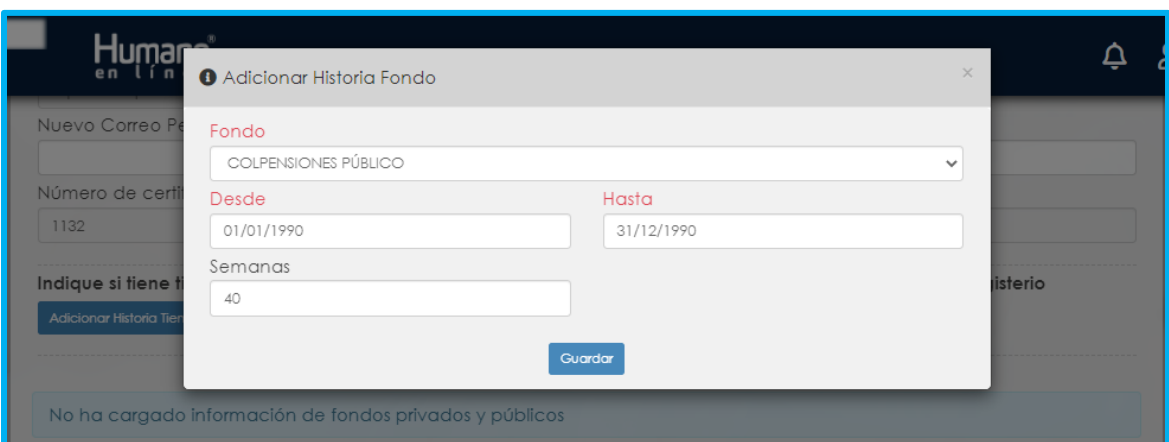 Humano®
en lín
Adicionar Historia Fondo
×
Nuevo Correo Pe
Fondo
COLPENSIONES PÚBLICO
Número de certif
Desde
Hasta
1132
01/01/1990
31/12/1990
Semanas
Indique si tiene ti
gisterio
40
Adicionar Historia Tien
Guardar
No ha cargado información de fondos privados y públicos